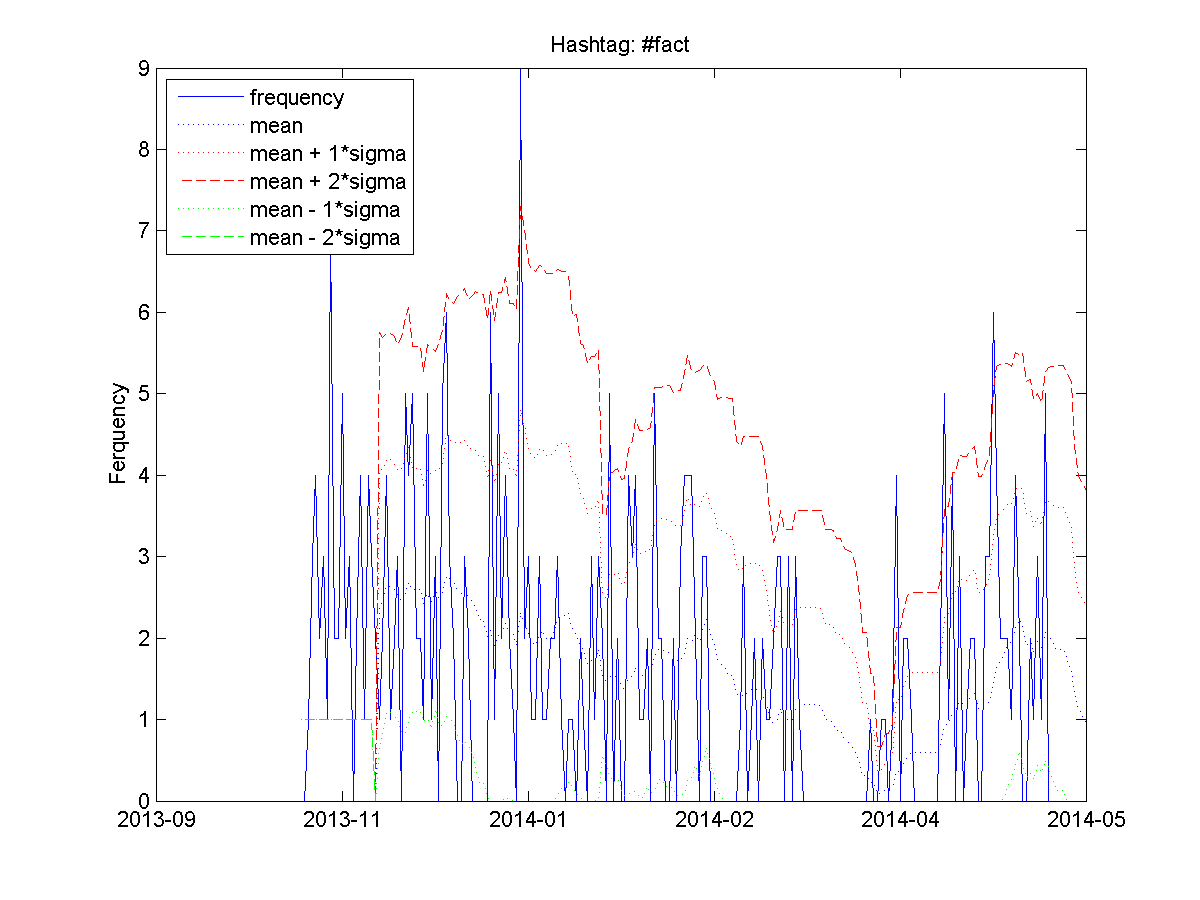 Hashtag: #fact
9
8
7
6
5
4
3
2
1
0
Ferquency
frequency
mean
mean + 1*sigma
mean + 2*sigma
mean - 1*sigma
mean - 2*sigma
2013-09 2013-11 2014-01 2014-02 2014-04 2014-05